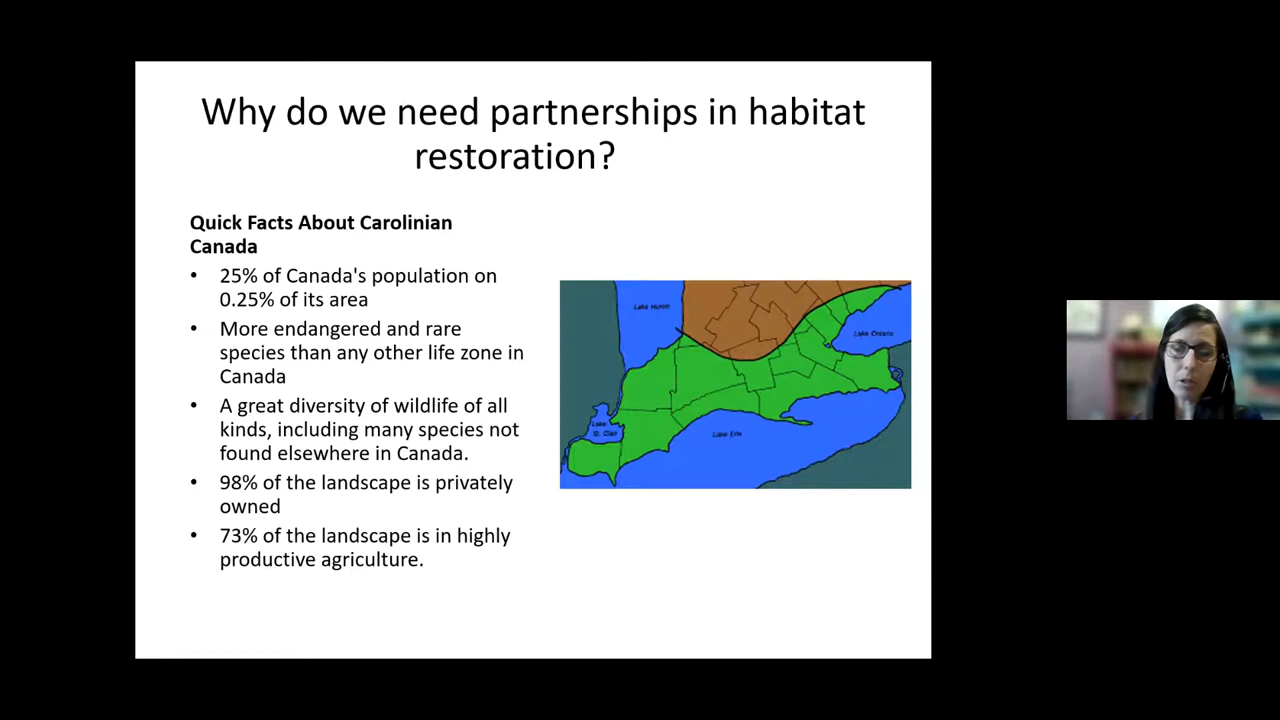 Why do we need partnerships in habitat
restoration?
Quick Facts About Carolinian
Canada
• 25% of Canada's population on
0.25% of its area
• More endangered and rare
species than any other life zone in
Canada
• A great diversity of wildlife of all
kinds, including many species not
found elsewhere in Canada.
• 98% of the landscape is privately
owned
• 73% of the landscape is in highly
productive agriculture.
Lake Huron
Lake Ontario
Lake
St. Clair
Lake Erie